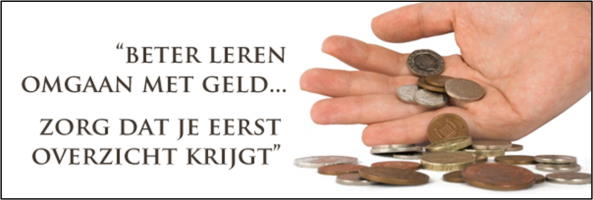 “BETER LEREN
OMGAAN MET GELD...
ZORG DAT JE EERST
OVERZICHT KRIJGT”